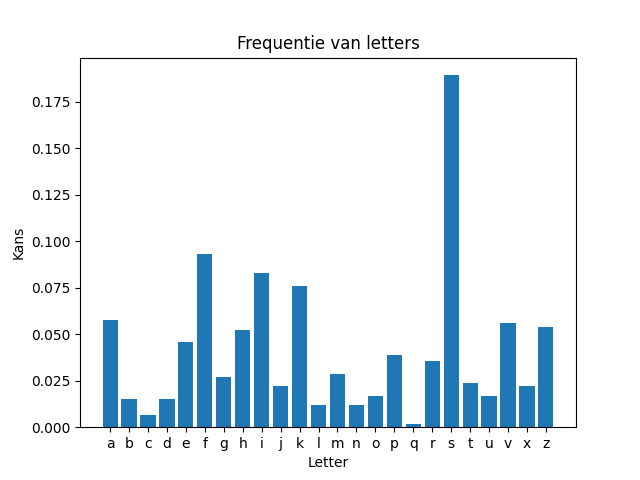 Frequentie van letters
Kans
0.175
0.150
0.125
0.100
0.075
0.050
0.025
0.000
a b c d e f g h i j k l m n o p q r s t u v x z
Letter